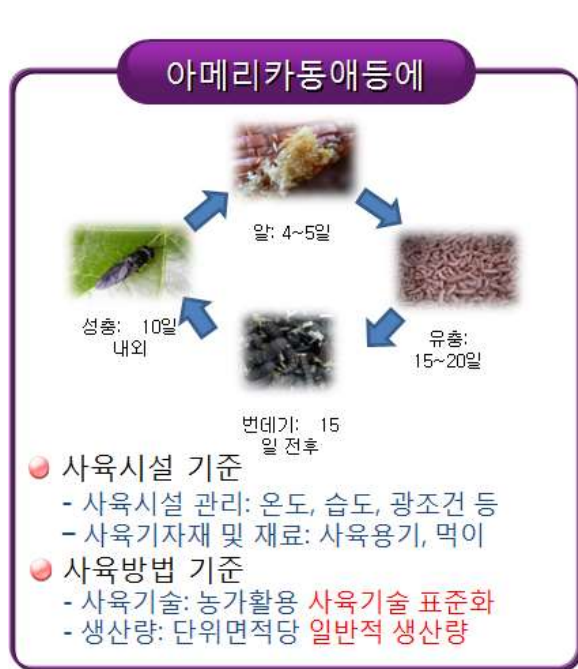 아메리카동애등에
알: 4~5일
성충: 10일
내외
유충:
15~20일
번데기: 15
일 전후
사육시설 기준
- 사육시설 관리: 온도, 습도, 광조건 등
– 사육기자재 및 재료: 사육용기, 먹이
사육방법 기준
- 사육기술: 농가활용 사육기술 표준화
- 생산량: 단위면적당 일반적 생산량